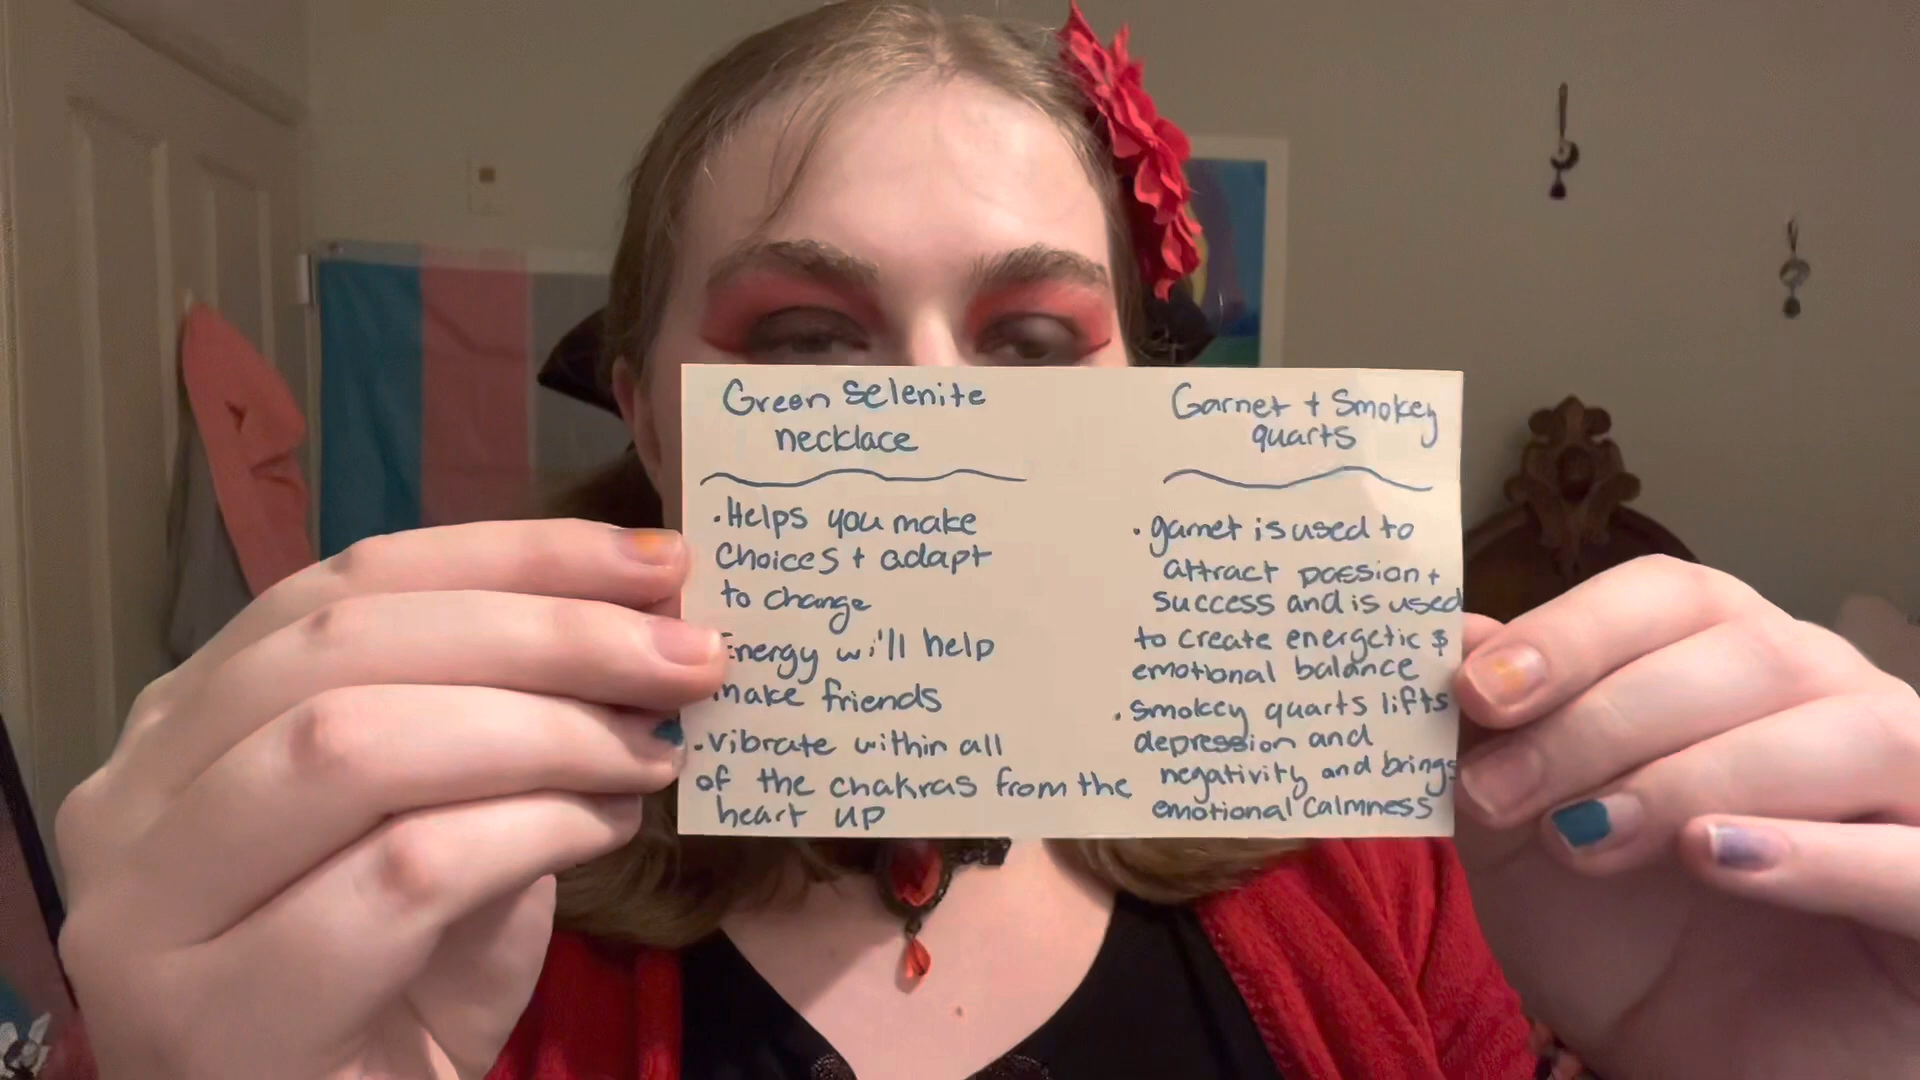 Green Selenite
necklace
•Helps you make
choices + adapt
to change
Energy will help
make friends
•vibrate within all
of the chakras from the
heart up
Garnet + Smokey
quarts
•garnet is used to
attract passion +
success and is used
to create energetic $
emotional balance
•smokey quarts lifts
depression and
negativity and brings
emotional calmness